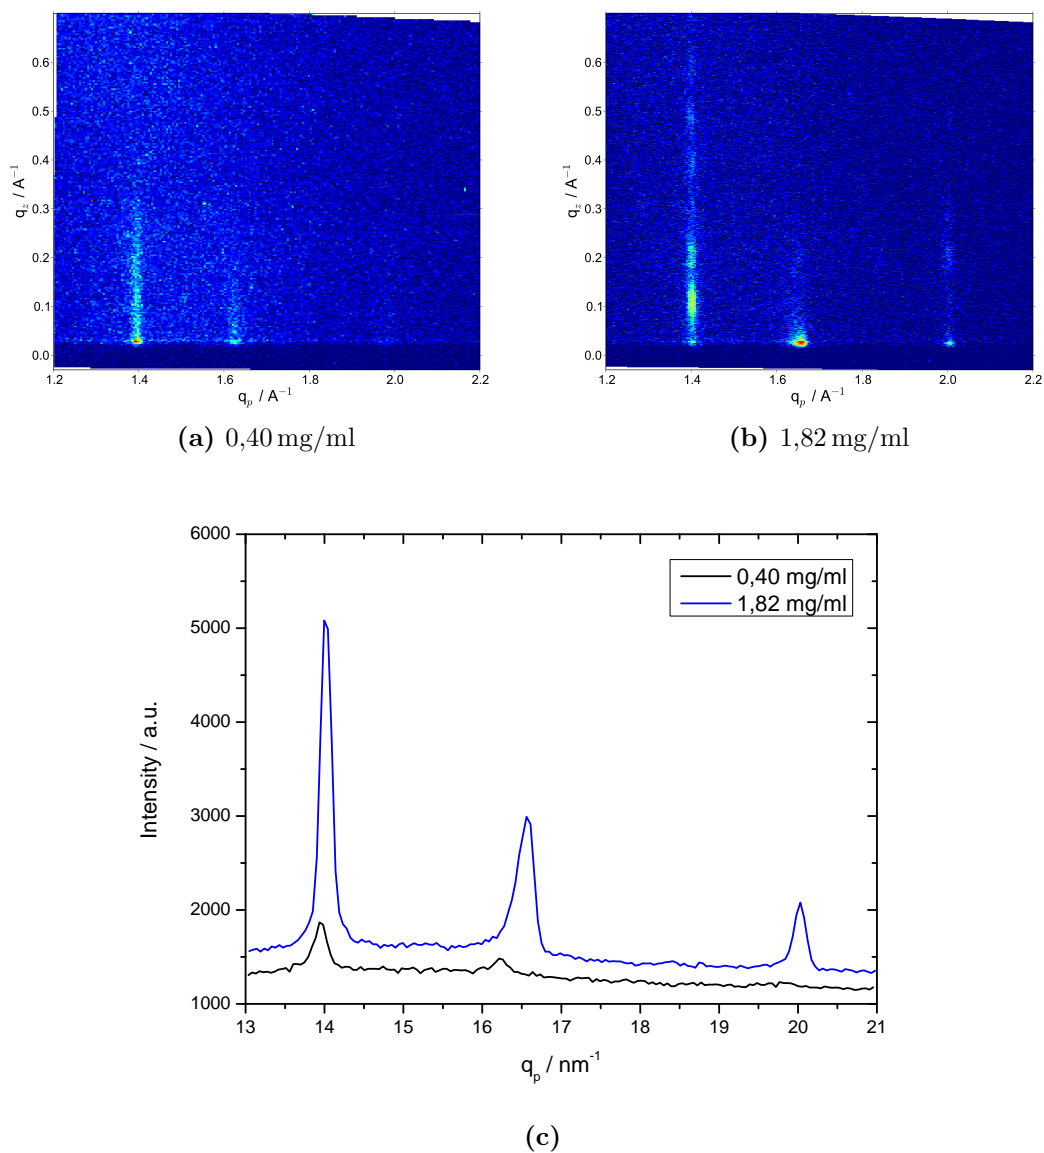 0.6
0.5
0.4
0.3
0.2
0.1
0.0
q_z / A⁻¹
1.2 1.4 1.6 1.8 2.0 2.2
q_p / A⁻¹
(a) 0,40 mg/ml
0.6
0.5
0.4
0.3
0.2
0.1
0.0
q_z / A⁻¹
1.2 1.4 1.6 1.8 2.0 2.2
q_p / A⁻¹
(b) 1,82 mg/ml
6000
5000
4000
3000
2000
1000
Intensity / a.u.
0,40 mg/ml
1,82 mg/ml
13 14 15 16 17 18 19 20 21
q_p / nm⁻¹
(c)